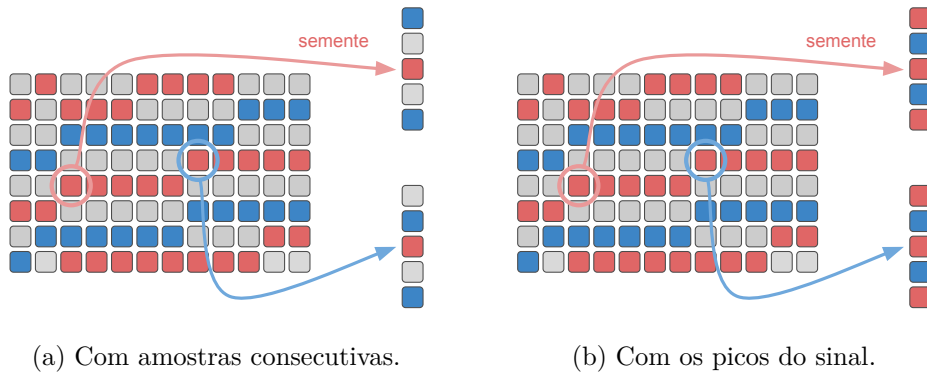 semente
semente
(a) Com amostras consecutivas.
(b) Com os picos do sinal.